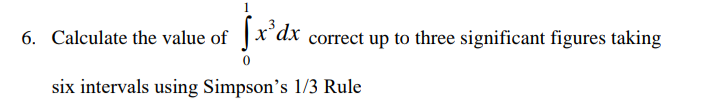 6. Calculate the value of ∫₀¹ x³dx correct up to three significant figures taking
six intervals using Simpson's 1/3 Rule